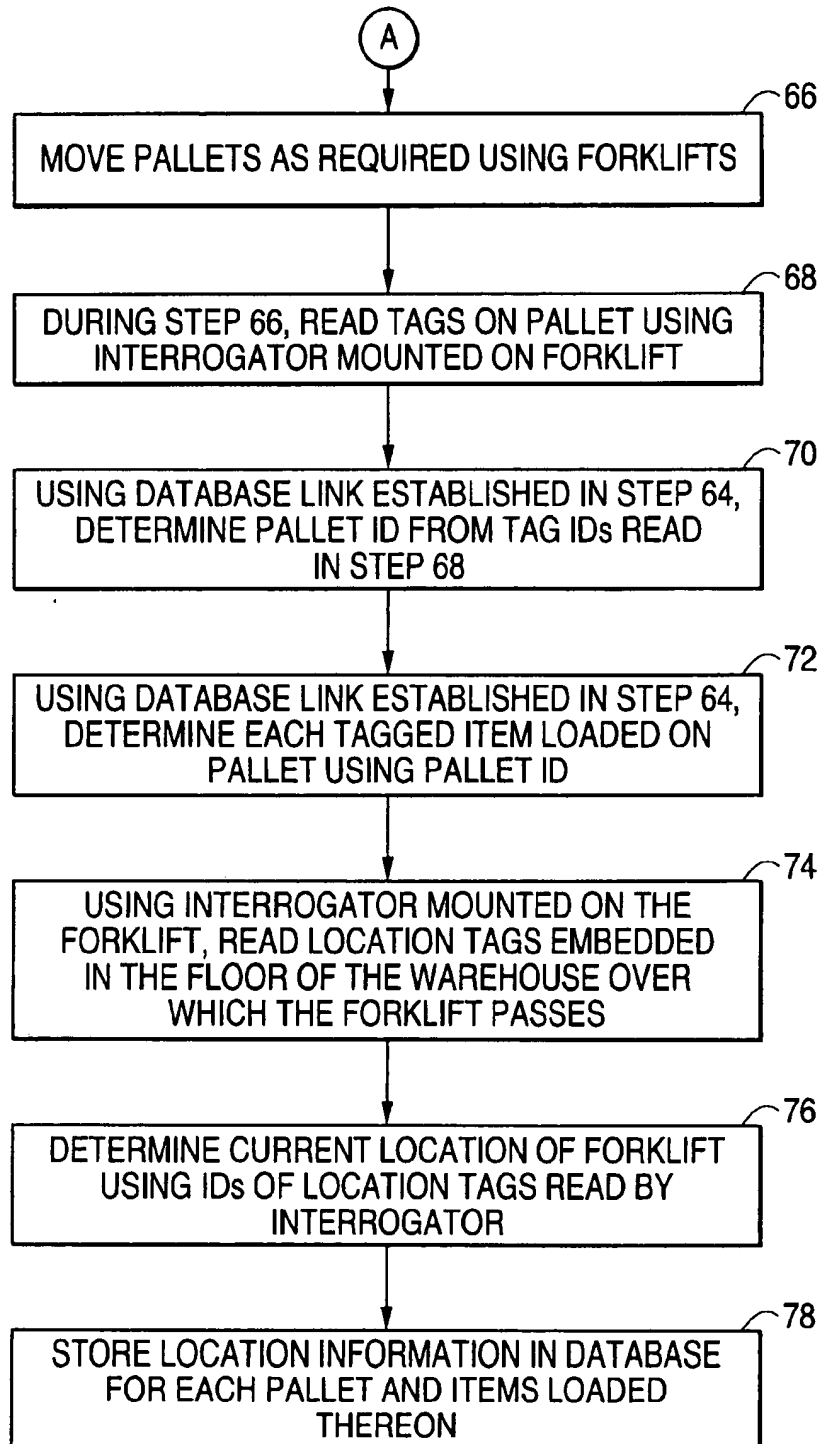 A
66
MOVE PALLETS AS REQUIRED USING FORKLIFTS
68
DURING STEP 66, READ TAGS ON PALLET USING
INTERROGATOR MOUNTED ON FORKLIFT
70
USING DATABASE LINK ESTABLISHED IN STEP 64,
DETERMINE PALLET ID FROM TAG IDs READ
IN STEP 68
72
USING DATABASE LINK ESTABLISHED IN STEP 64,
DETERMINE EACH TAGGED ITEM LOADED ON
PALLET USING PALLET ID
74
USING INTERROGATOR MOUNTED ON THE
FORKLIFT, READ LOCATION TAGS EMBEDDED
IN THE FLOOR OF THE WAREHOUSE OVER
WHICH THE FORKLIFT PASSES
76
DETERMINE CURRENT LOCATION OF FORKLIFT
USING IDs OF LOCATION TAGS READ BY
INTERROGATOR
78
STORE LOCATION INFORMATION IN DATABASE
FOR EACH PALLET AND ITEMS LOADED
THEREON